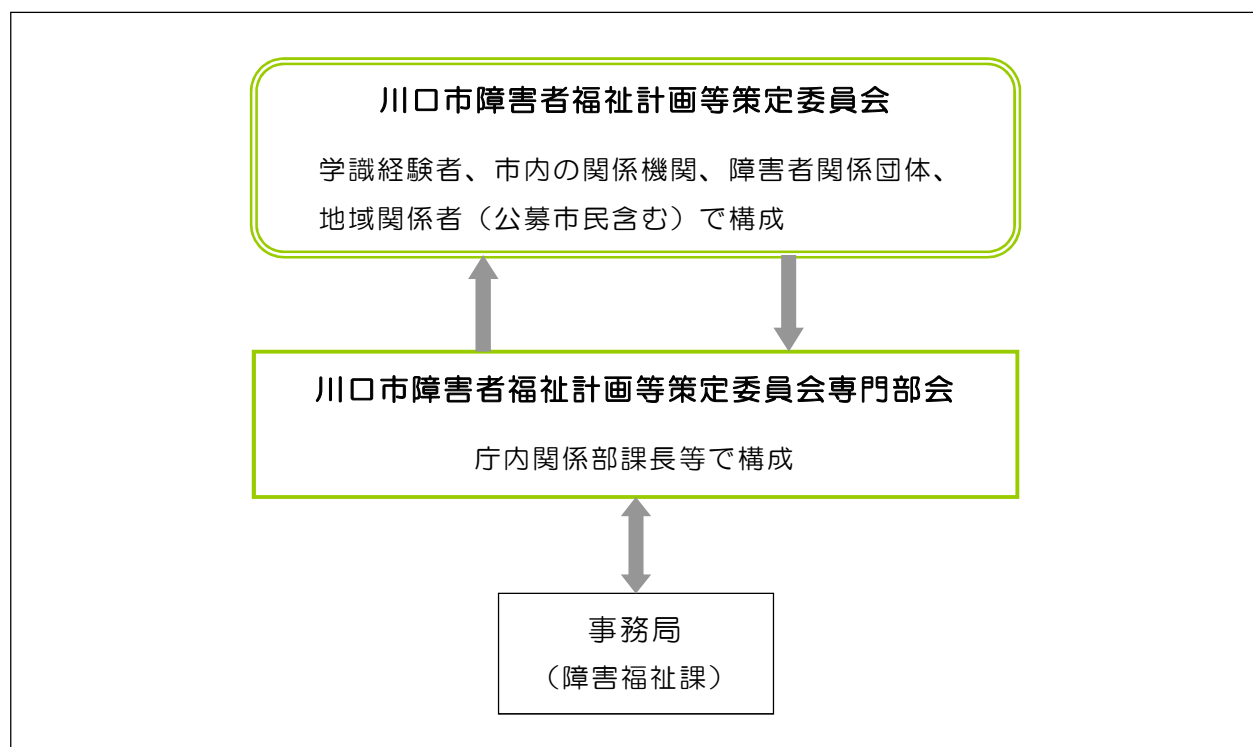 川口市障害者福祉計画等策定委員会
学識経験者、市内の関係機関、障害者関係団体、
地域関係者（公募市民含む）で構成
川口市障害者福祉計画等策定委員会専門部会
庁内関係部課長等で構成
事務局
（障害福祉課）